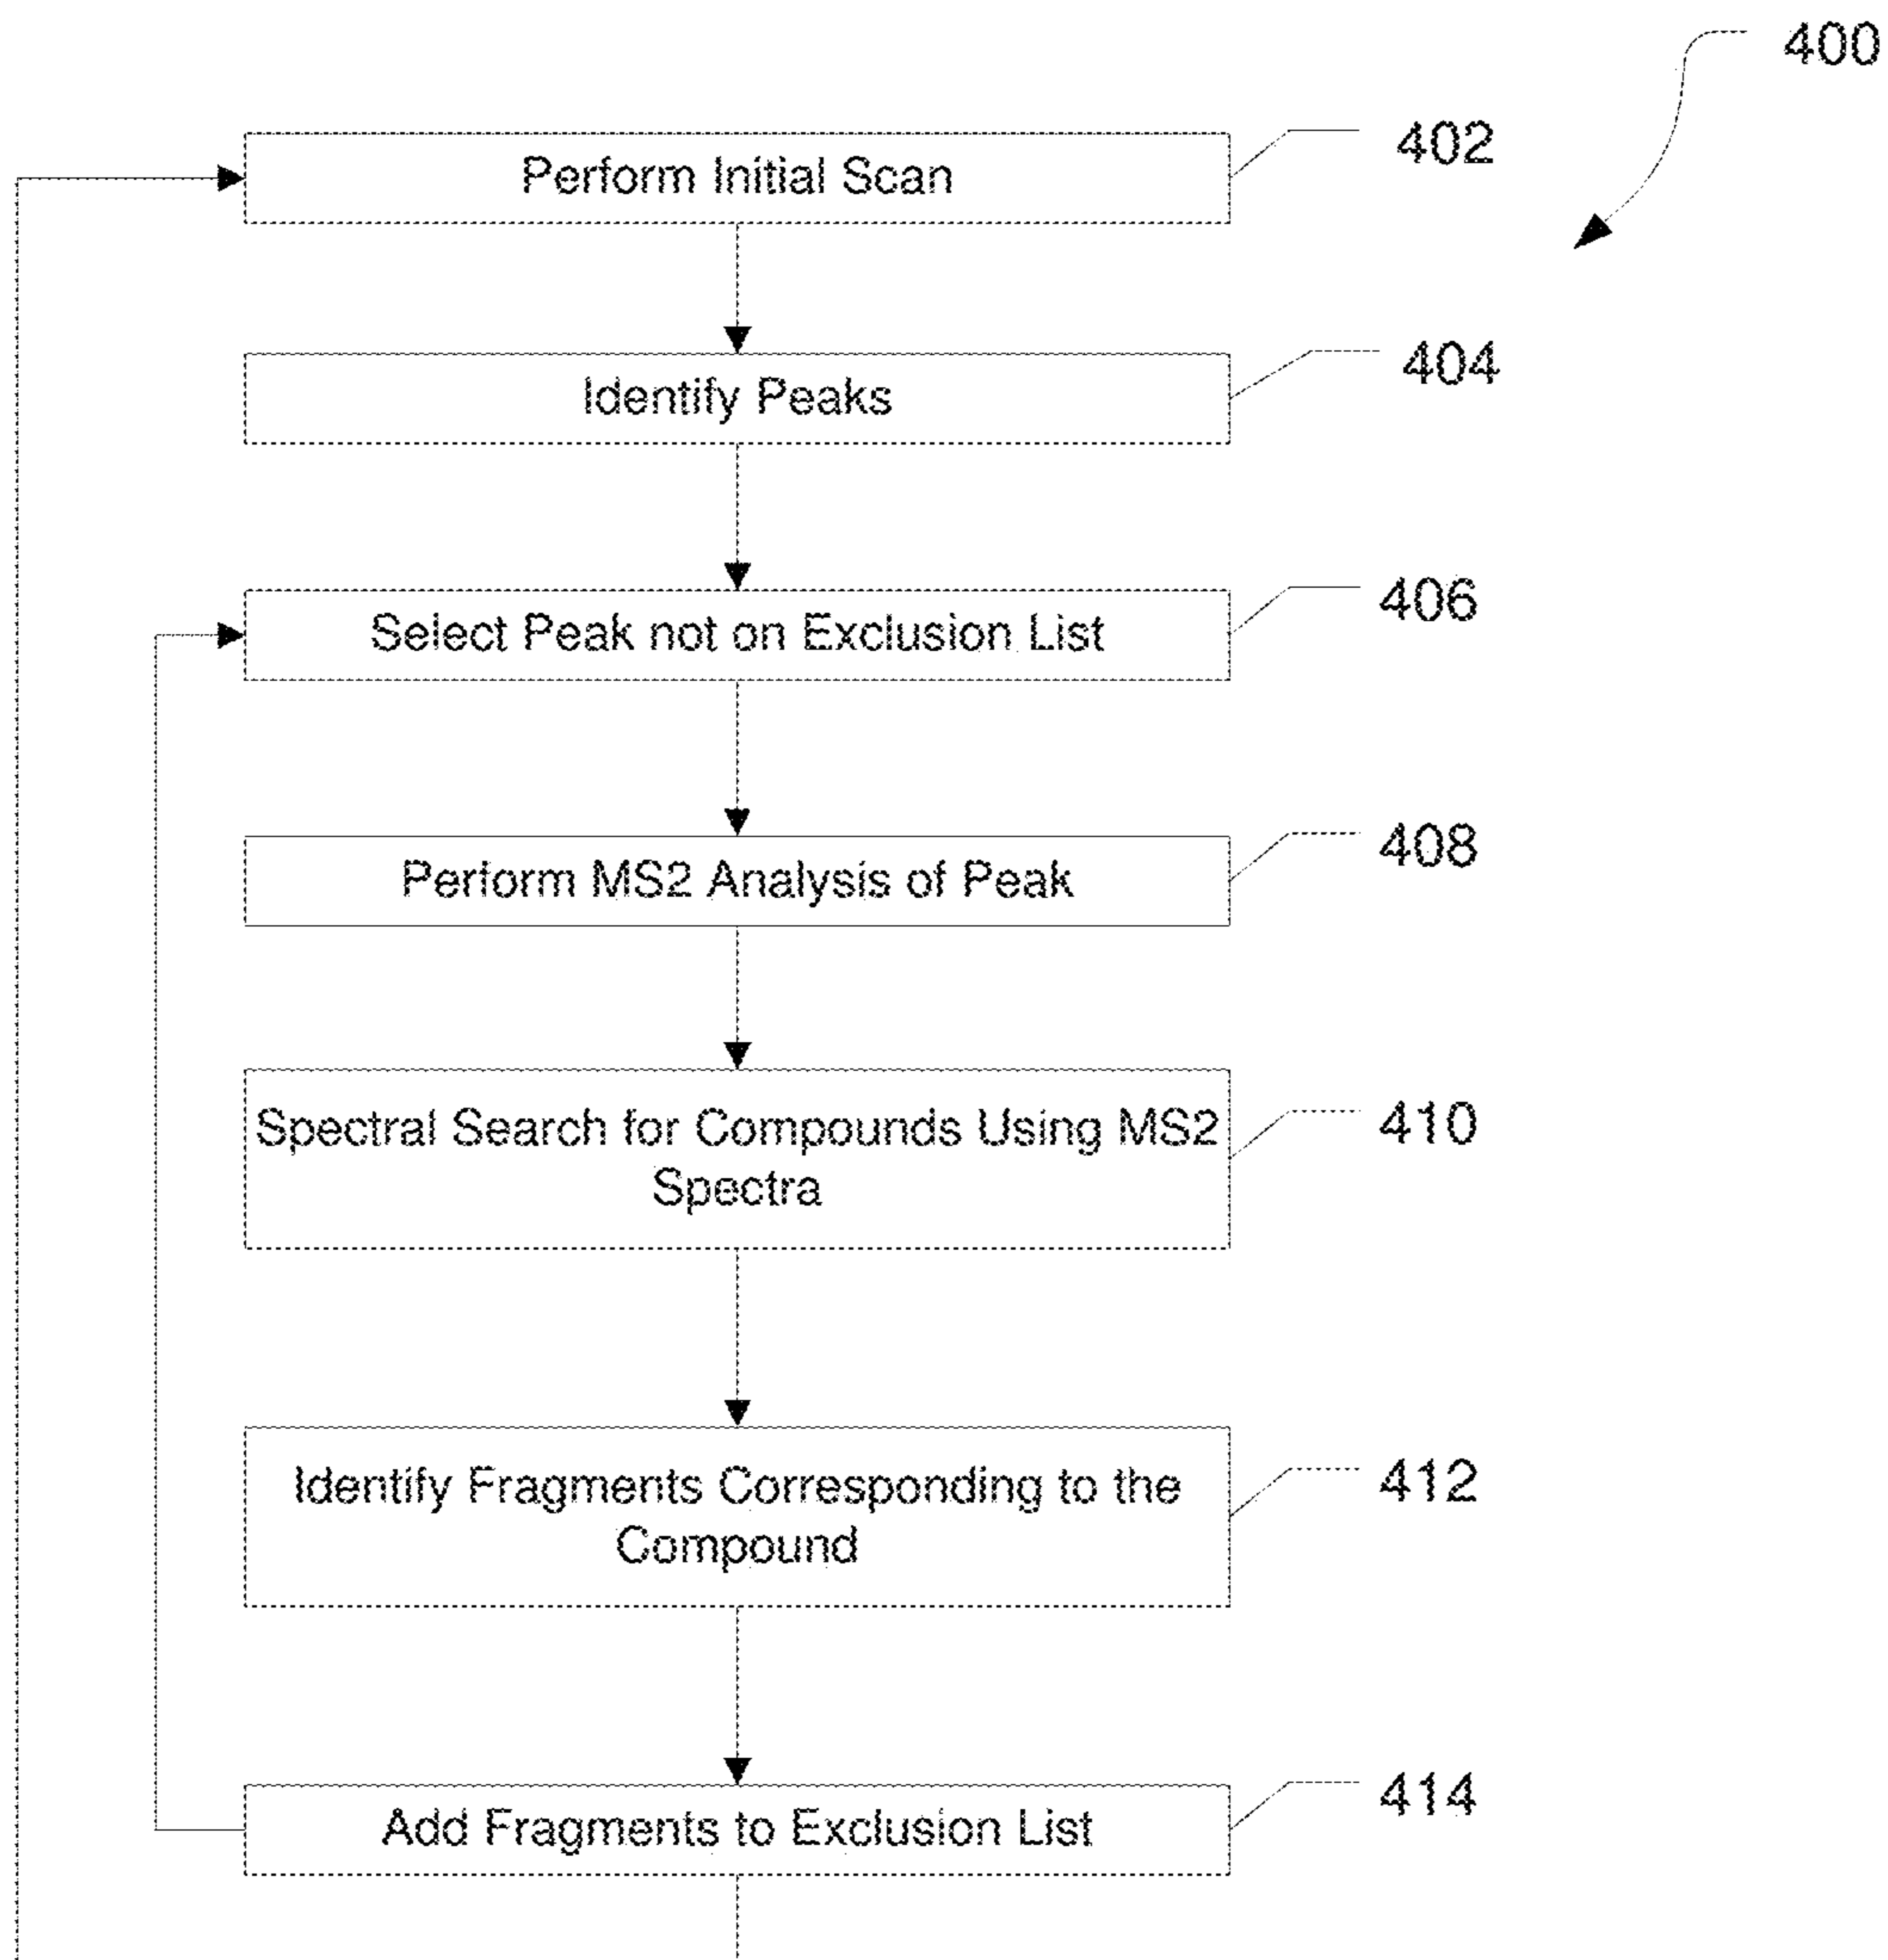 400
Perform Initial Scan
402
Identify Peaks
404
Select Peak not on Exclusion List
406
Perform MS2 Analysis of Peak
408
Spectral Search for Compounds Using MS2
Spectra
410
Identify Fragments Corresponding to the
Compound
412
Add Fragments to Exclusion List
414